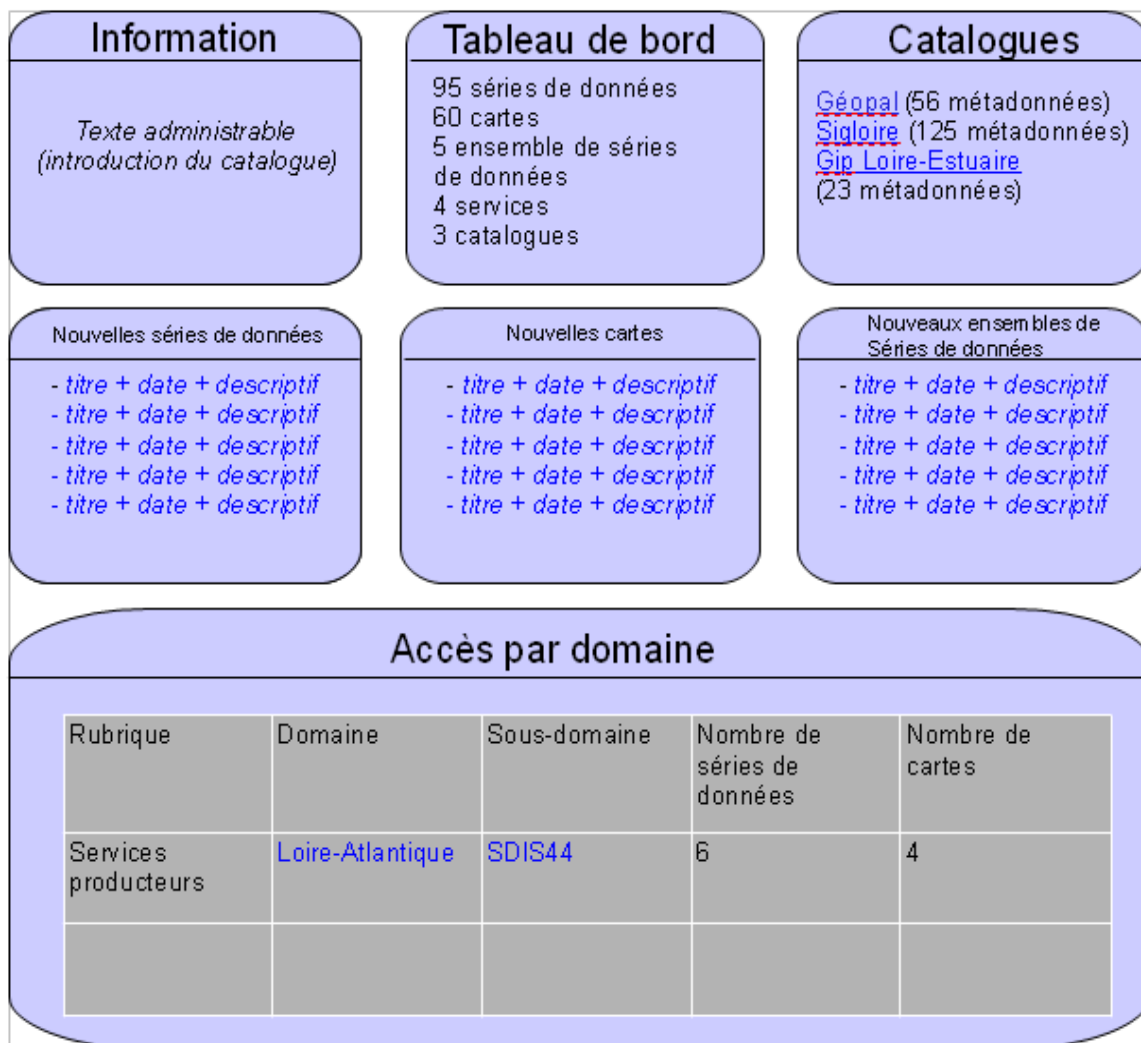 Information
Texte administrable
(introduction du catalogue)
Tableau de bord
95 séries de données
60 cartes
5 ensemble de séries
de données
4 services
3 catalogues
Catalogues
Géopal (56 métadonnées)
Sigloire (125 métadonnées)
Gip Loire-Estuaire
(23 métadonnées)
Nouvelles séries de données
- titre + date + descriptif
- titre + date + descriptif
- titre + date + descriptif
- titre + date + descriptif
- titre + date + descriptif
Nouvelles cartes
- titre + date + descriptif
- titre + date + descriptif
- titre + date + descriptif
- titre + date + descriptif
- titre + date + descriptif
Nouveaux ensembles de
Séries de données
- titre + date + descriptif
- titre + date + descriptif
- titre + date + descriptif
- titre + date + descriptif
- titre + date + descriptif
Accès par domaine
Rubrique
Domaine
Sous-domaine
Nombre de
séries de
données
Nombre de
cartes
Services
producteurs
Loire-Atlantique
SDIS44
6
4